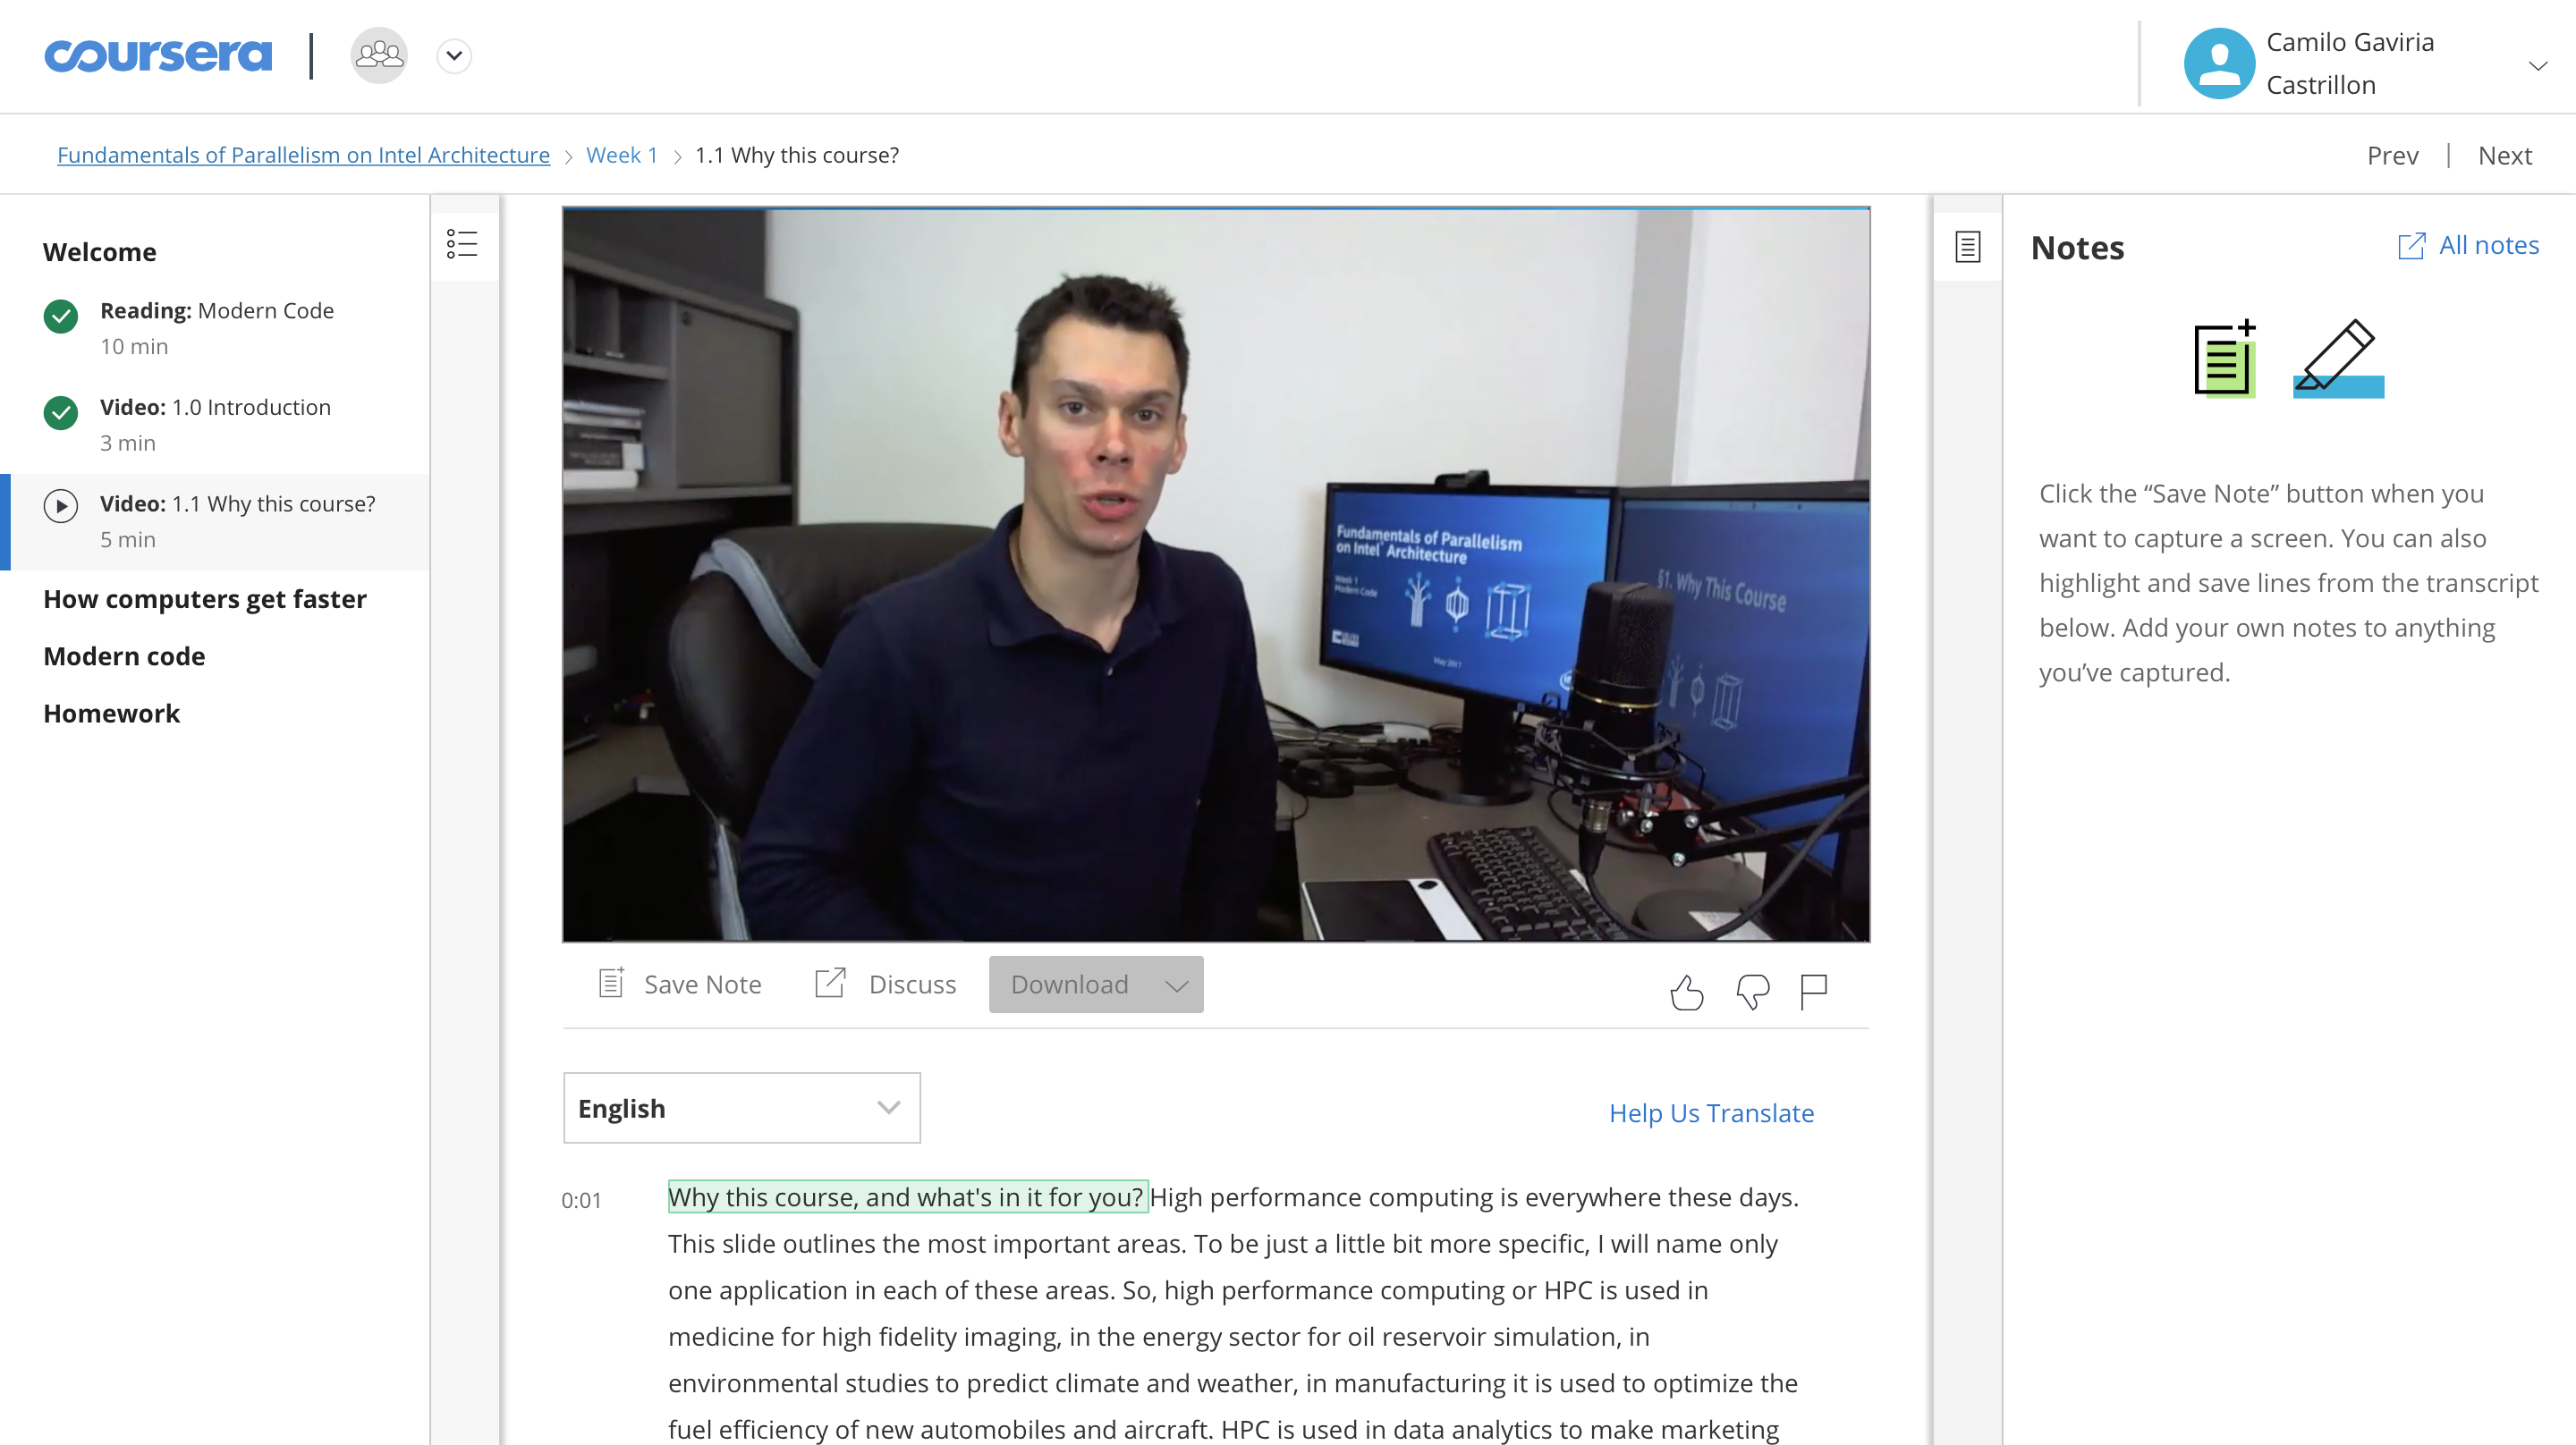 coursera
Camilo Gaviria
Castrillon
Fundamentals of Parallelism on Intel Architecture
Week 1
1.1 Why this course?
Prev | Next
Welcome
Reading: Modern Code
10 min
Video: 1.0 Introduction
3 min
Video: 1.1 Why this course?
5 min
How computers get faster
Modern code
Homework
Fundamentals of Parallelism
on Intel Architecture
Week 1
Modern Code
May 2017
§1. Why This Course
Save Note
Discuss
Download
English
Help Us Translate
0:01
Why this course, and what's in it for you? High performance computing is everywhere these days.
This slide outlines the most important areas. To be just a little bit more specific, I will name only
one application in each of these areas. So, high performance computing or HPC is used in
medicine for high fidelity imaging, in the energy sector for oil reservoir simulation, in
environmental studies to predict climate and weather, in manufacturing it is used to optimize the
fuel efficiency of new automobiles and aircraft. HPC is used in data analytics to make marketing
Notes
All notes
Click the “Save Note” button when you
want to capture a screen. You can also
highlight and save lines from the transcript
below. Add your own notes to anything
you’ve captured.